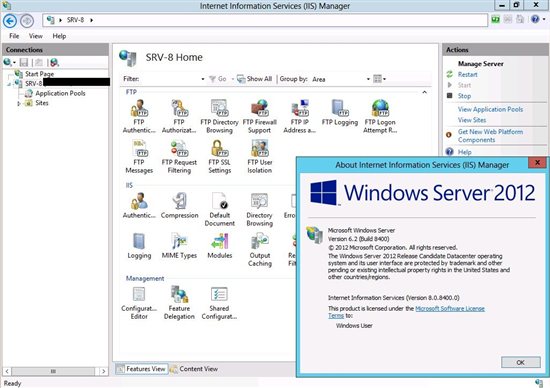 Internet Information Services (IIS) Manager
SRV-8
File View Help
Connections
Start Page
SRV-8
Application Pools
Sites
SRV-8 Home
Filter: Go Show All Group by: Area
FTP
FTP Authentic...
FTP Authorizat...
FTP Directory Browsing
FTP Firewall Support
FTP IP Address a...
FTP Logging
FTP Logon Attempt R...
FTP Messages
FTP Request Filtering
FTP SSL Settings
FTP User Isolation
IIS
Authentic...
Compression
Default Document
Directory Browsing
Error
Logging
MIME Types
Modules
Output Caching
Management
Configurat... Editor
Feature Delegation
Shared Configurat...
Features View
Content View
Ready
Actions
Manage Server
Restart
Start
Stop
View Application Pools
View Sites
Get New Web Platform Components
Help
About Internet Information Services (IIS) Manager
Windows Server 2012
Microsoft Windows Server
Version 6.2 (Build 8400)
© 2012 Microsoft Corporation. All rights reserved.
The Windows Server 2012 Release Candidate Datacenter operating
system and its user interface are protected by trademark and other
pending or existing intellectual property rights in the United States
and other countries/regions.
Internet Information Services (Version 8.0.8400.0)
This product is licensed under the Microsoft Software License
Terms to:
Windows User
OK